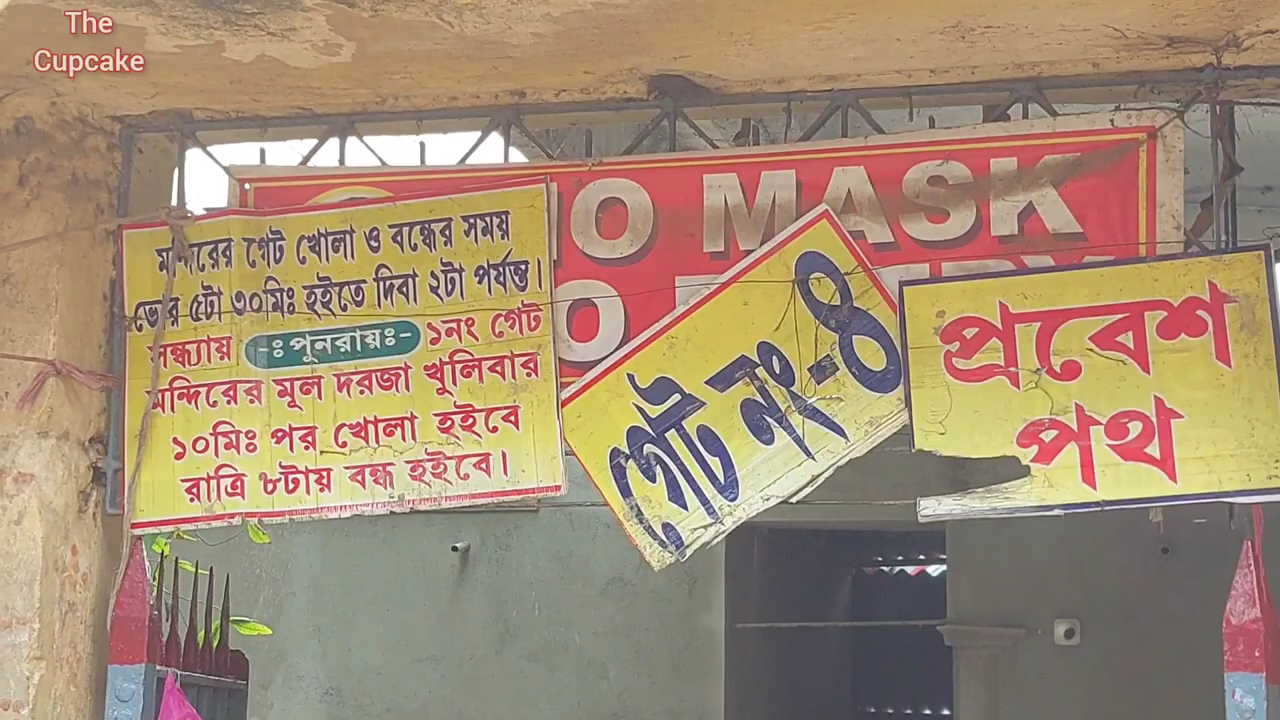 The
Cupcake
মন্দিরের গেট খোলা ও বন্ধের সময়
ভোর ৫টা ৩০মিঃ হইতে দিবা ২টা পর্যন্ত।
সন্ধ্যায় -ঃপুনরায়ঃ- ১নং গেট
মন্দিরের মূল দরজা খুলিবার
১০মিঃ পর খোলা হইবে
রাত্রি ৮টায় বন্ধ হইবে।
NO MASK
গেট নং-৪
প্রবেশ
পথ